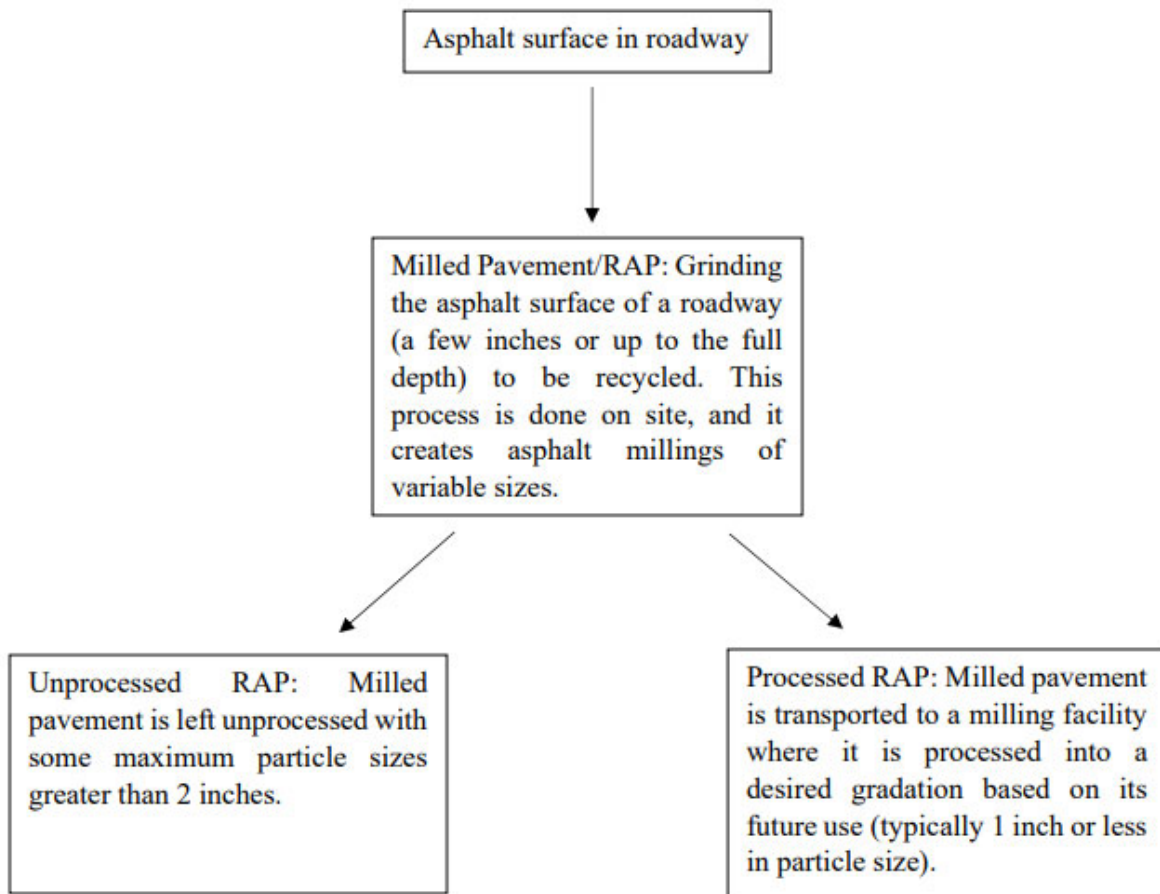 Asphalt surface in roadway
Milled Pavement/RAP: Grinding
the asphalt surface of a roadway
(a few inches or up to the full
depth) to be recycled. This
process is done on site, and it
creates asphalt millings of
variable sizes.
Unprocessed RAP: Milled
pavement is left unprocessed with
some maximum particle sizes
greater than 2 inches.
Processed RAP: Milled pavement
is transported to a milling facility
where it is processed into a
desired gradation based on its
future use (typically 1 inch or less
in particle size).